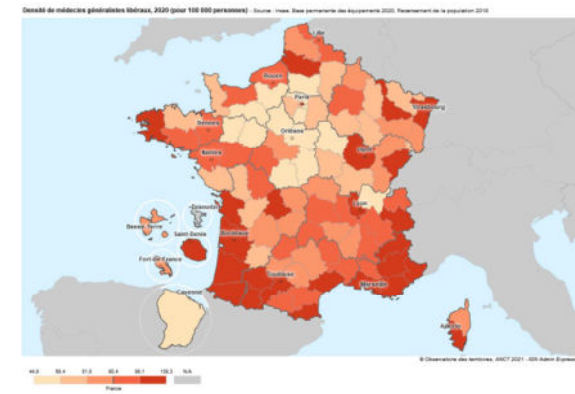 Densité de médecins généralistes libéraux, 2020 (pour 100 000 personnes) - Source : Insee, Base permanente des équipements 2020, Recensement de la population 2018
Lille
Rouen
Paris
Strasbourg
Rennes
Orléans
Nantes
Dijon
Dzaoudzi
Lyon
Basse-Terre
Saint-Denis
Bordeaux
Fort-de-France
Toulouse
Marseille
Cayenne
Ajaccio
© Observatoire des territoires, ANCT 2021 - IGN Admin Express
N/A
France